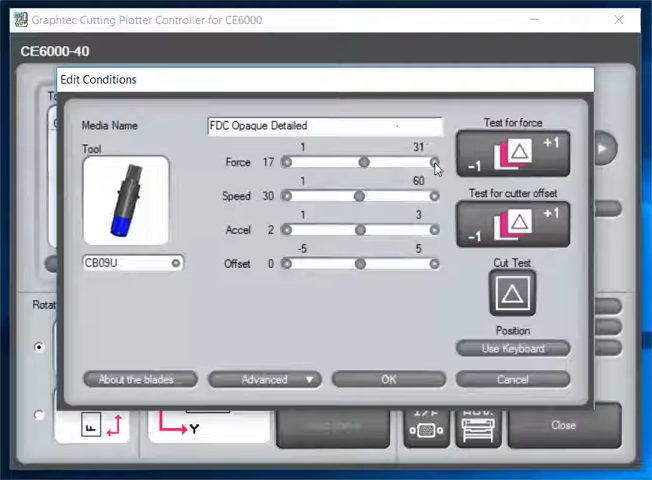 Graphtec Cutting Plotter Controller for CE6000
CE6000-40
Edit Conditions
Media Name
FDC Opaque Detailed
Tool
CB09U
1 31
Force 17
1 60
Speed 30
1 3
Accel 2
-5 5
Offset 0
Test for force
-1 +1
Test for cutter offset
-1 +1
Cut Test
Position
Use Keyboard
About the blades...
Advanced
OK
Cancel
Rotat
F
Y
I/F
Close